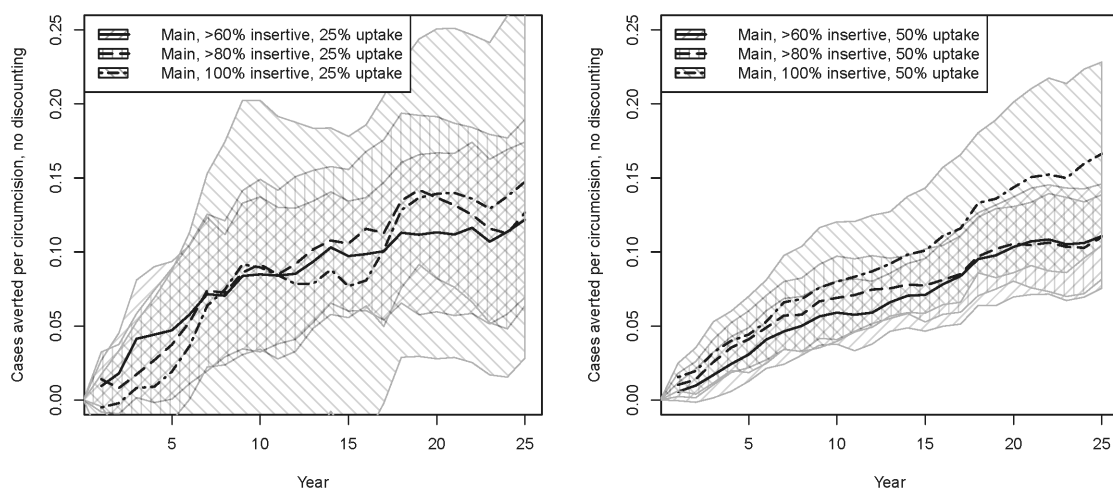 Cases averted per circumcision, no discounting
0.25
0.20
0.15
0.10
0.05
0.00
Main, >60% insertive, 25% uptake
Main, >80% insertive, 25% uptake
Main, 100% insertive, 25% uptake
5 10 15 20 25
Year
Cases averted per circumcision, no discounting
0.25
0.20
0.15
0.10
0.05
0.00
Main, >60% insertive, 50% uptake
Main, >80% insertive, 50% uptake
Main, 100% insertive, 50% uptake
5 10 15 20 25
Year